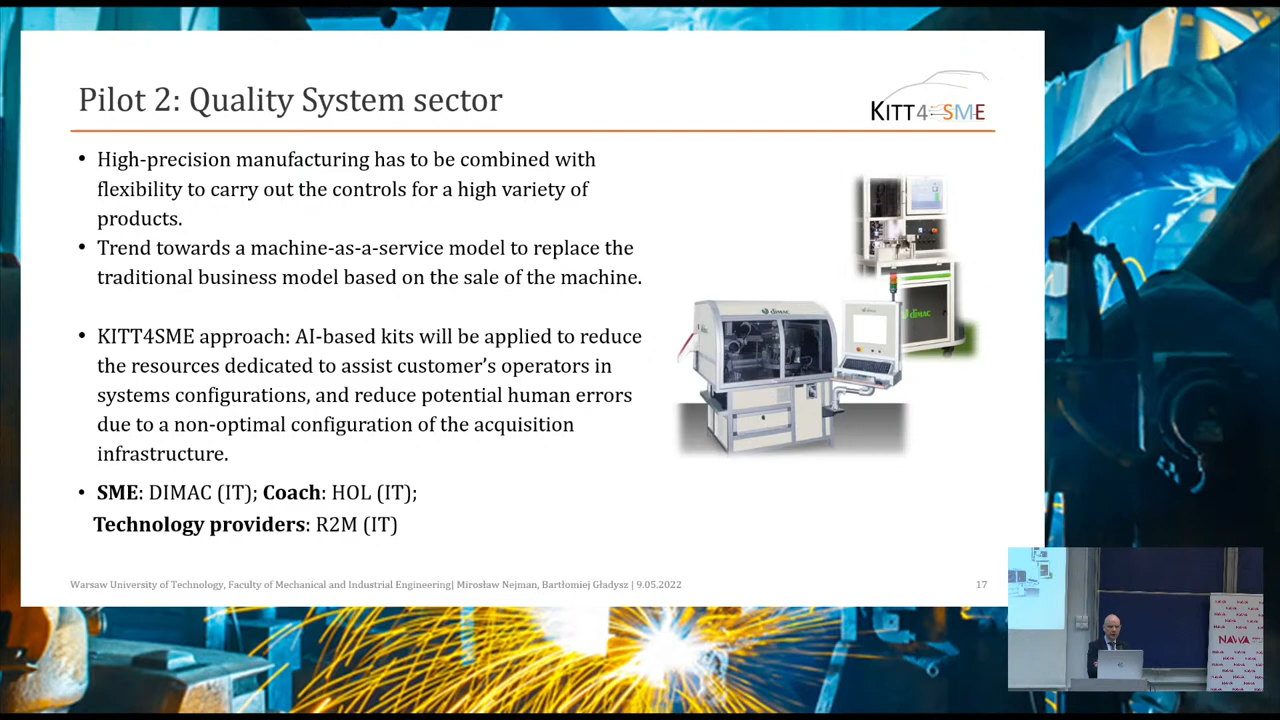 Pilot 2: Quality System sector
KITT4SME
• High-precision manufacturing has to be combined with
flexibility to carry out the controls for a high variety of
products.
• Trend towards a machine-as-a-service model to replace the
traditional business model based on the sale of the machine.
• KITT4SME approach: AI-based kits will be applied to reduce
the resources dedicated to assist customer's operators in
systems configurations, and reduce potential human errors
due to a non-optimal configuration of the acquisition
infrastructure.
• SME: DIMAC (IT); Coach: HOL (IT);
Technology providers: R2M (IT)
dimac
dimac
Warsaw University of Technology, Faculty of Mechanical and Industrial Engineering| Mirosław Nejman, Bartłomiej Gładysz | 9.05.2022
17
NAWA